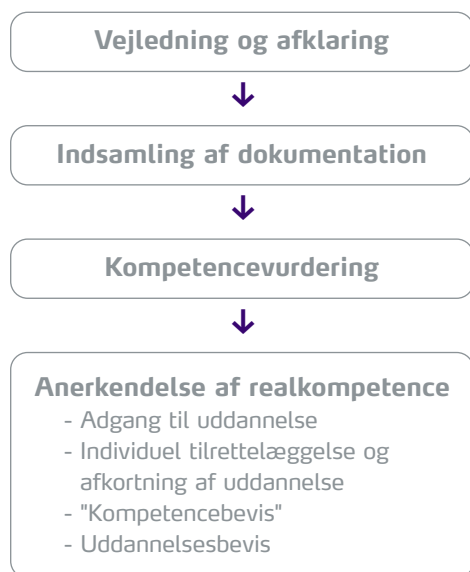 Vejledning og afklaring
Indsamling af dokumentation
Kompetencevurdering
Anerkendelse af realkompetence
- Adgang til uddannelse
- Individuel tilrettelæggelse og
afkortning af uddannelse
- "Kompetencebevis"
- Uddannelsesbevis